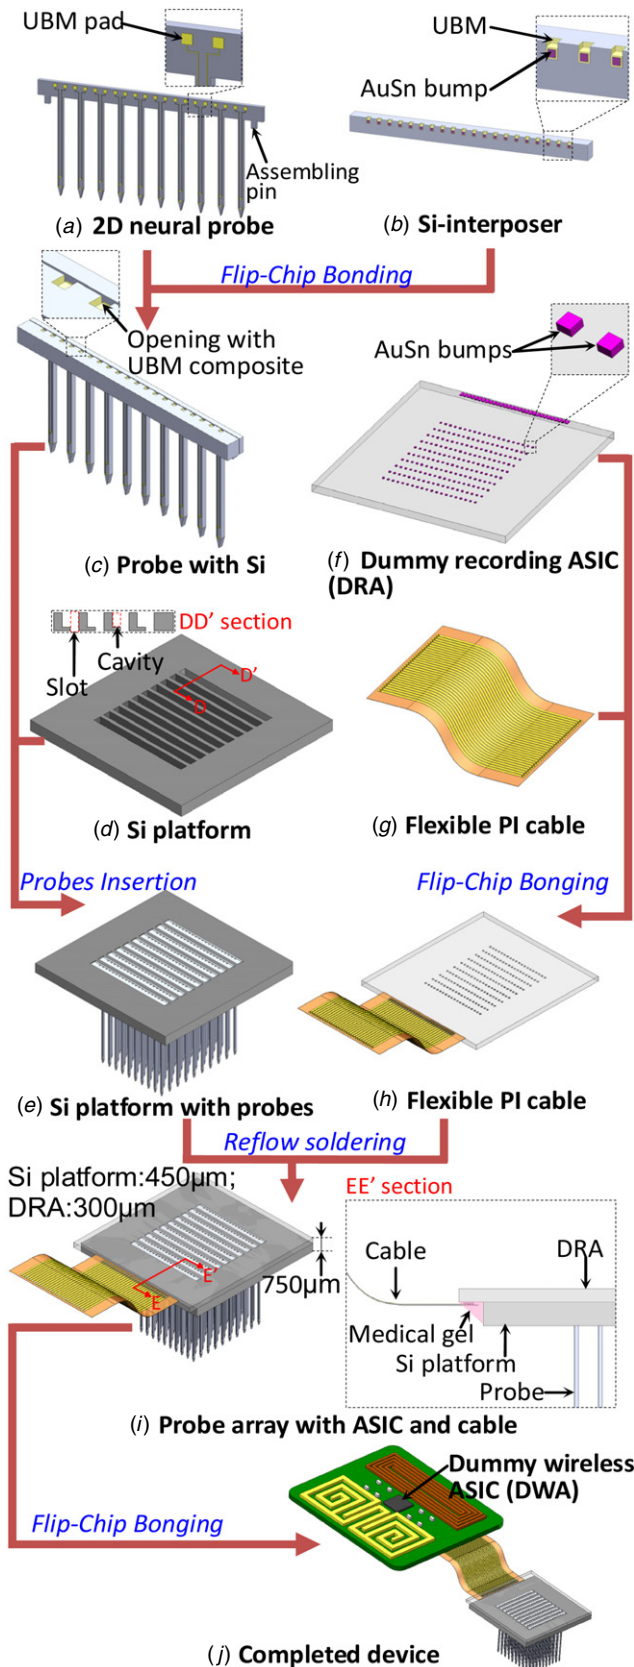 UBM pad
Assembling
pin
(a) 2D neural probe
UBM
AuSn bump
(b) Si-interposer
Flip-Chip Bonding
Opening with
UBM composite
(c) Probe with Si
AuSn bumps
(f) Dummy recording ASIC
(DRA)
DD’ section
Cavity
Slot
D'
D
(d) Si platform
(g) Flexible PI cable
Probes Insertion
Flip-Chip Bonging
(e) Si platform with probes
(h) Flexible PI cable
Reflow soldering
Si platform:450μm;
DRA:300μm
E'
E
750μm
EE’ section
Cable
DRA
Medical gel
Si platform
Probe
(i) Probe array with ASIC and cable
Dummy wireless
ASIC (DWA)
Flip-Chip Bonging
(j) Completed device